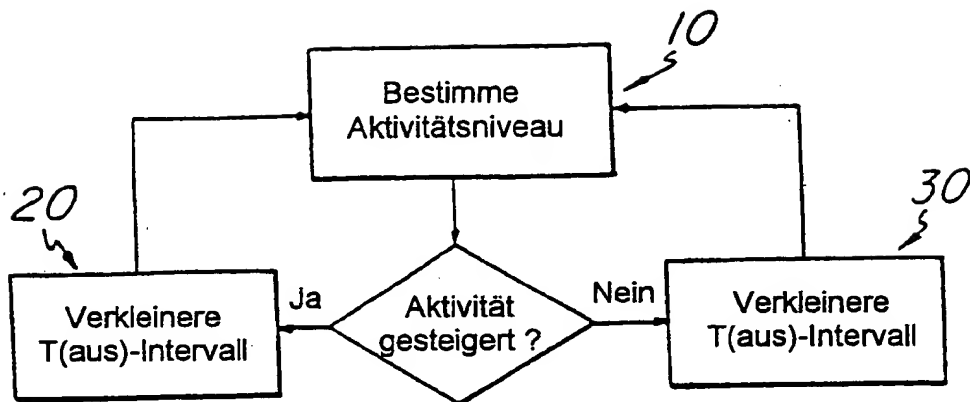 10
Bestimme
Aktivitätsniveau
20
30
Verkleinere
T(aus)-Intervall
Ja
Aktivität
gesteigert ?
Nein
Verkleinere
T(aus)-Intervall